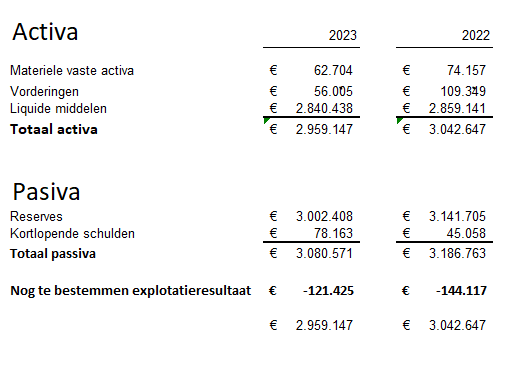 Activa 2023 2022
Materiele vaste activa € 62.704 € 74.157
Vorderingen € 56.005 € 109.349
Liquide middelen € 2.840.438 € 2.859.141
Totaal activa € 2.959.147 € 3.042.647
Pasiva
Reserves € 3.002.408 € 3.141.705
Kortlopende schulden € 78.163 € 45.058
Totaal passiva € 3.080.571 € 3.186.763
Nog te bestemmen explotatieresultaat € -121.425 € -144.117
€ 2.959.147 € 3.042.647